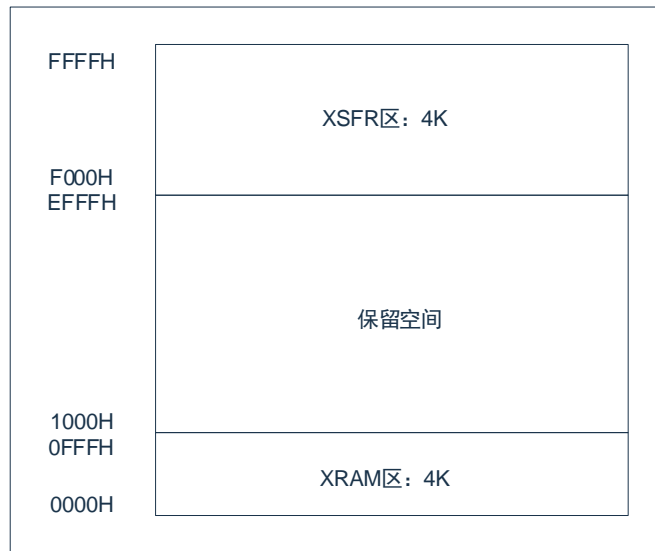 FFFFH
XSFR区：4K
F000H
EFFFH
保留空间
1000H
0FFFH
XRAM区：4K
0000H